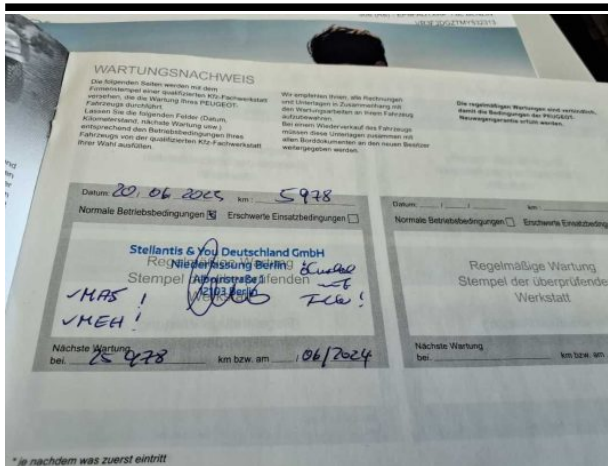 WARTUNGSNACHWEIS
Die folgenden Seiten werden mit dem
Firmenstempel einer qualifizierten Kfz-Fachwerkstatt
versehen, die die Wartung Ihres PEUGEOT-
Fahrzeugs durchführt.
Lassen Sie die folgenden Felder (Datum,
Kilometerstand, nächste Wartung usw.)
entsprechend den Betriebsbedingungen Ihres
Fahrzeugs von der qualifizierten Kfz-Fachwerkstatt
Ihrer Wahl ausfüllen.
Wir empfehlen Ihnen, alle Rechnungen
und Unterlagen in Zusammenhang mit
den Wartungsarbeiten an Ihrem Fahrzeug
aufzubewahren.
Bei einem Wiederverkauf des Fahrzeugs
müssen diese Unterlagen zusammen mit
allen Borddokumenten an den neuen Besitzer
weitergegeben werden.
Die regelmäßigen Wartungen sind verbindlich,
damit die Bedingungen der PEUGEOT-
Neuwagengarantie erfüllt werden.
Datum: 20.06.2023 km: 5978
Normale Betriebsbedingungen Erschwerte Einsatzbedingungen
Stellantis & You Deutschland GmbH
Niederlassung Berlin
Regelmäßige Wartung
Stempel der überprüfenden
Werkstatt
12103 Berlin
✓MAS !
✓MEH !
Nächste Wartung
bei. 25 978 km bzw. am 06/2024
Datum: / / km:
Normale Betriebsbedingungen Erschwerte Einsatzbeding
Regelmäßige Wartung
Stempel der überprüfende
Werkstatt
Nächste Wartung
bei. km bzw. am
* je nachdem was zuerst eintritt